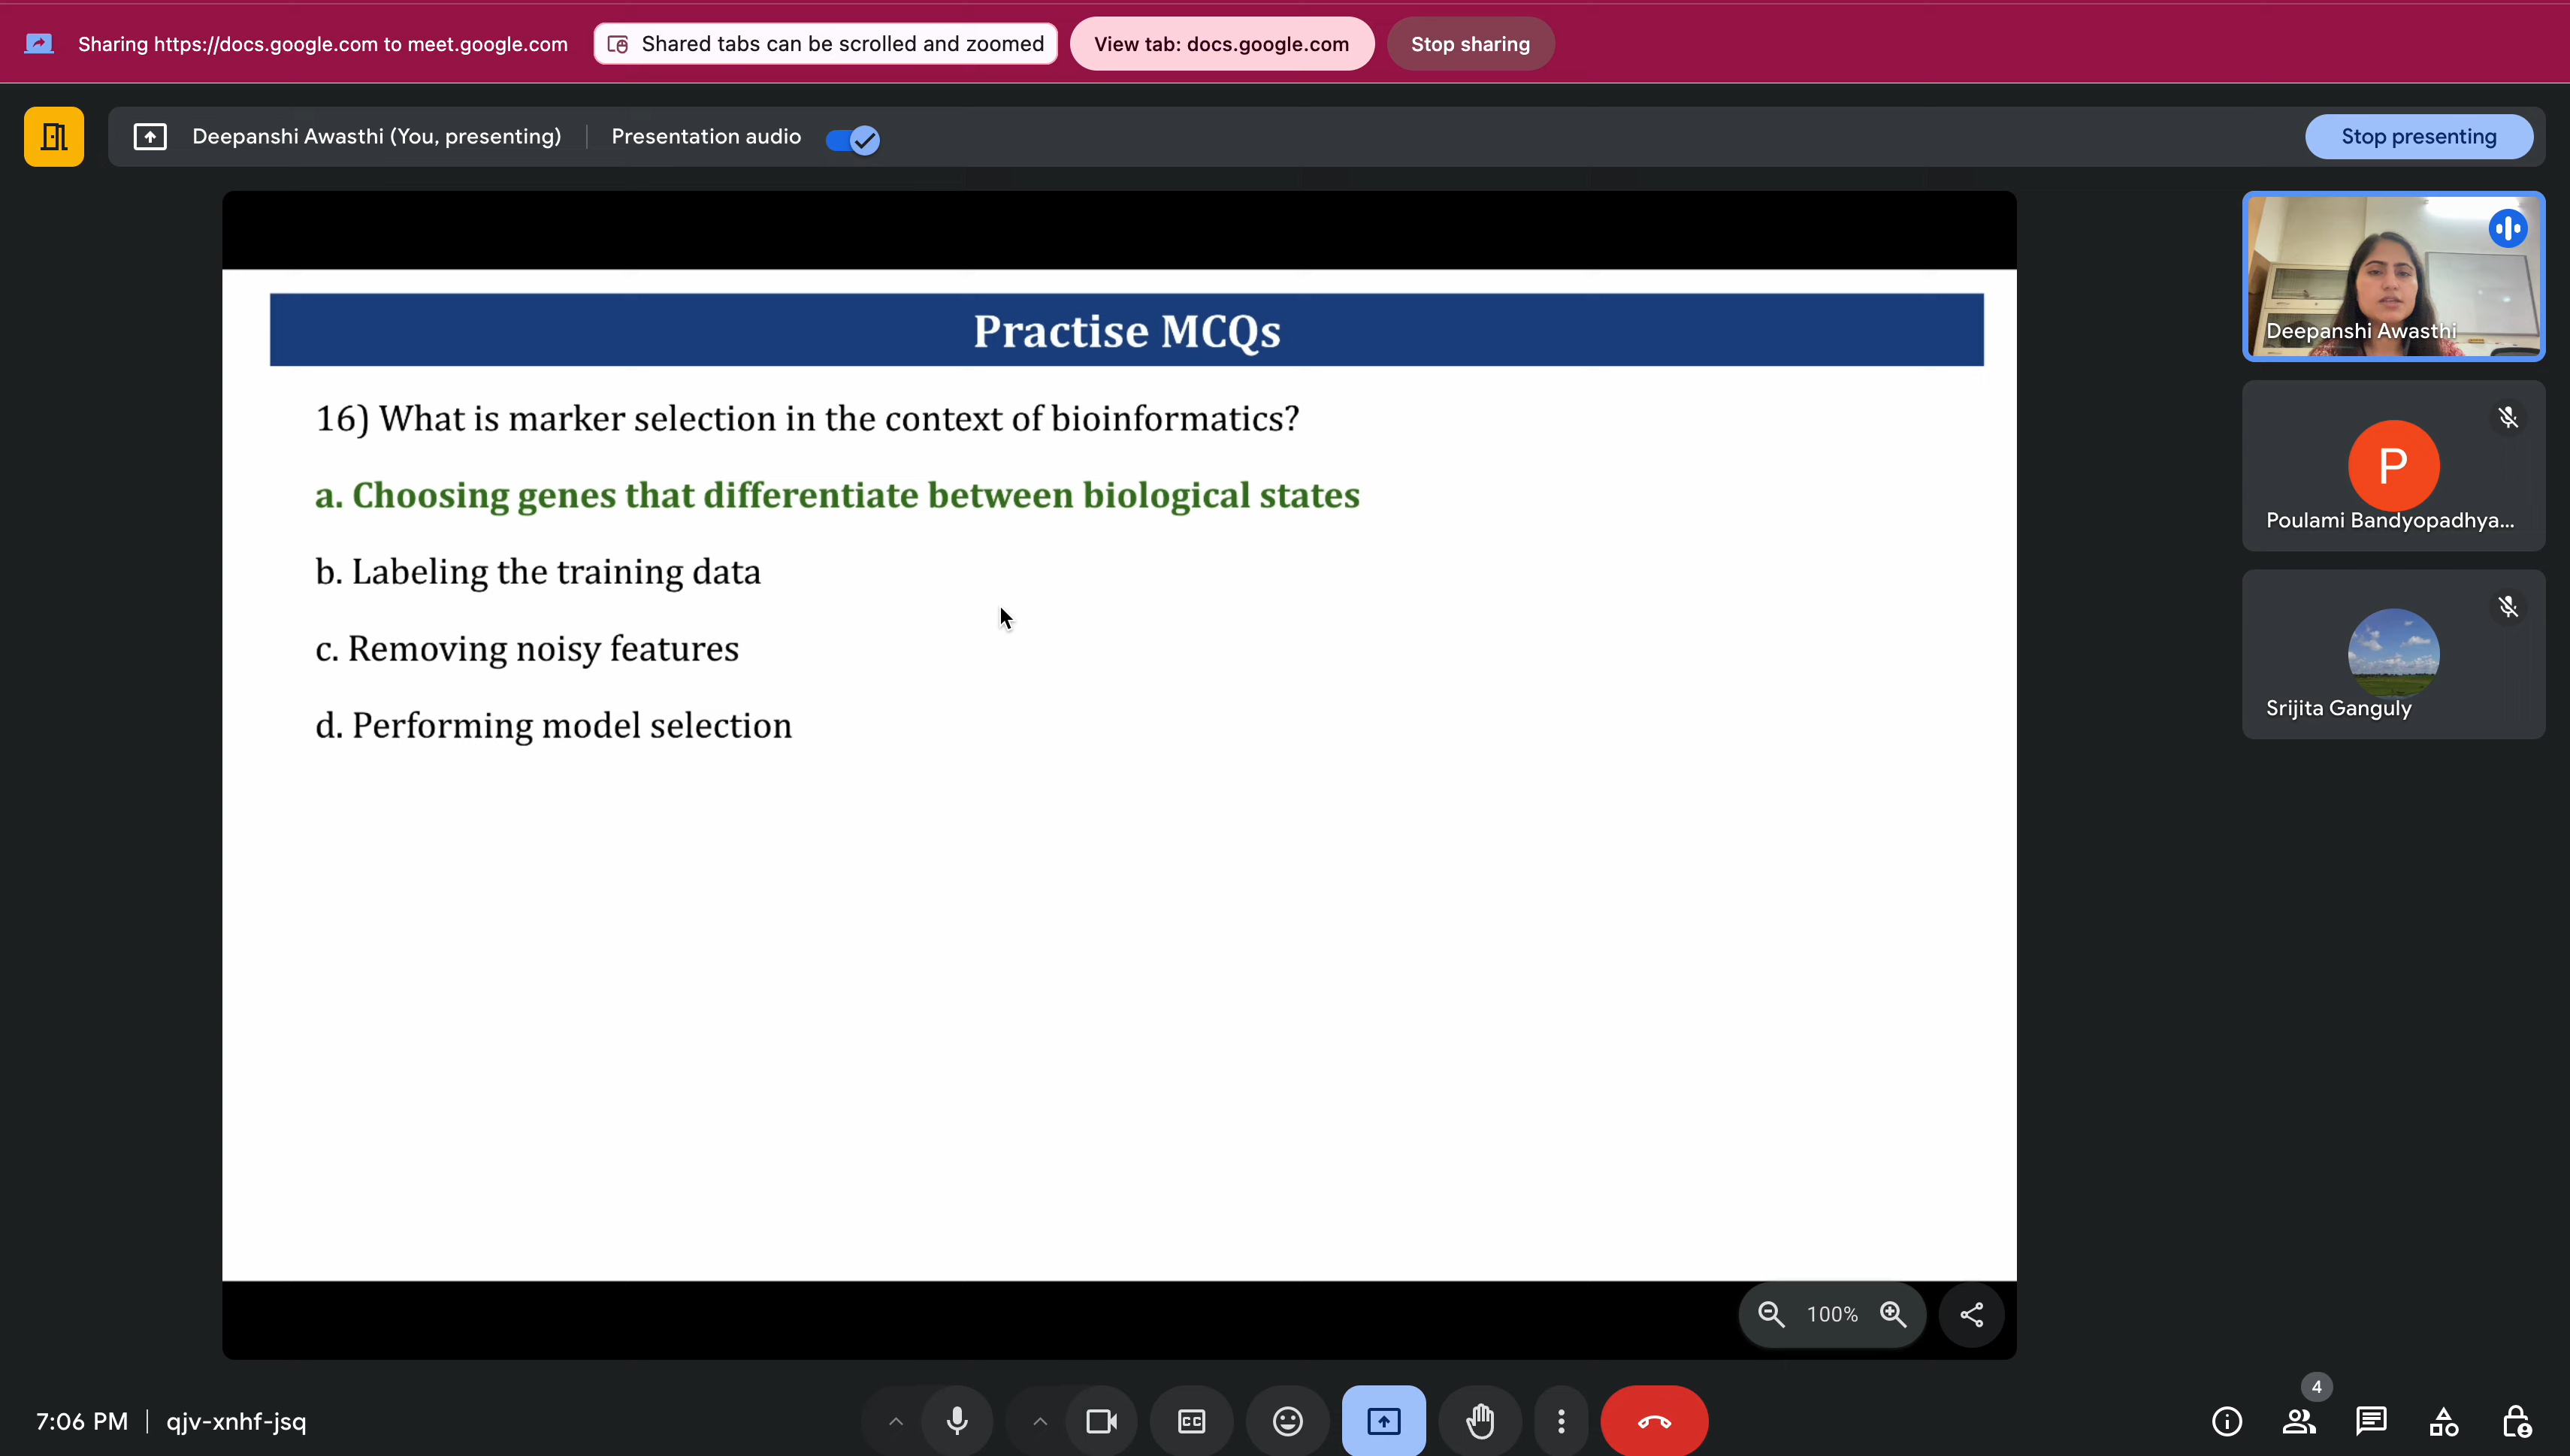 Sharing https://docs.google.com to meet.google.com
Shared tabs can be scrolled and zoomed
View tab: docs.google.com
Stop sharing
Deepanshi Awasthi (You, presenting)
Presentation audio
Stop presenting
Practise MCQs
16) What is marker selection in the context of bioinformatics?
a. Choosing genes that differentiate between biological states
b. Labeling the training data
c. Removing noisy features
d. Performing model selection
Deepanshi Awasthi
P
Poulami Bandyopadhya...
Srijita Ganguly
100%
7:06 PM
qjv-xnhf-jsq
CC
4